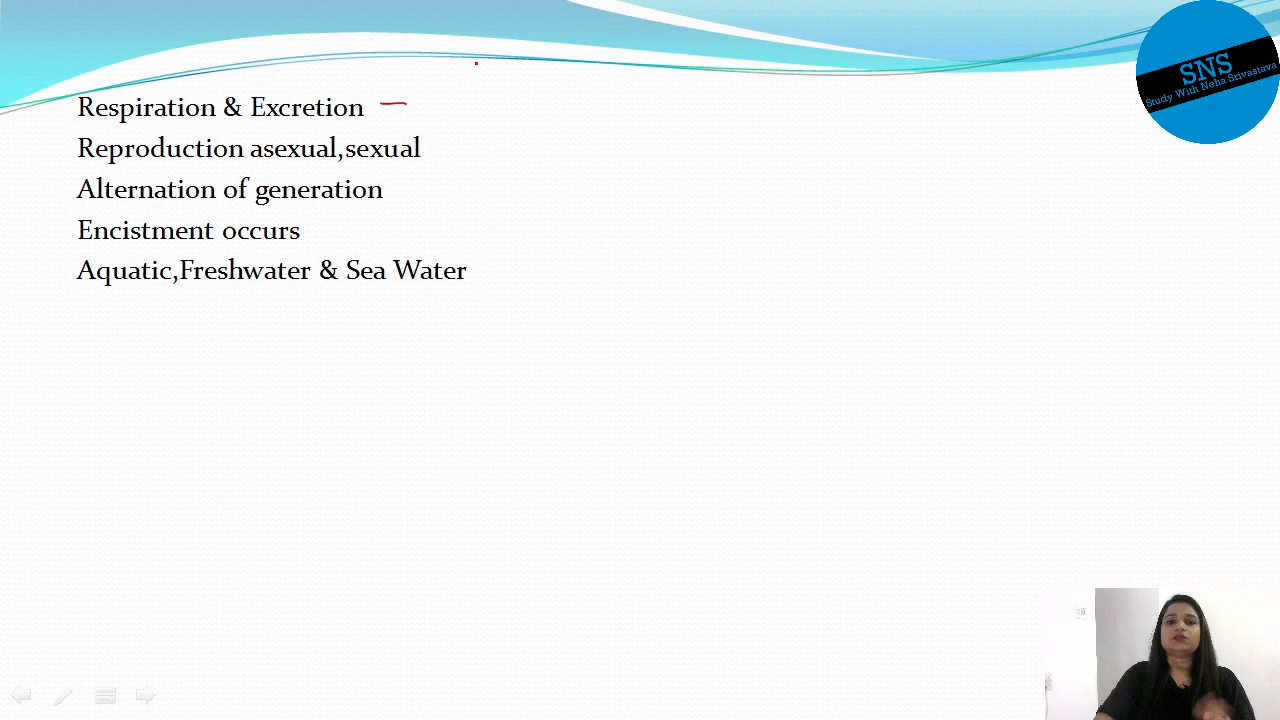 SNS
Study With Neha Srivastava
Respiration & Excretion
Reproduction asexual,sexual
Alternation of generation
Encistment occurs
Aquatic,Freshwater & Sea Water